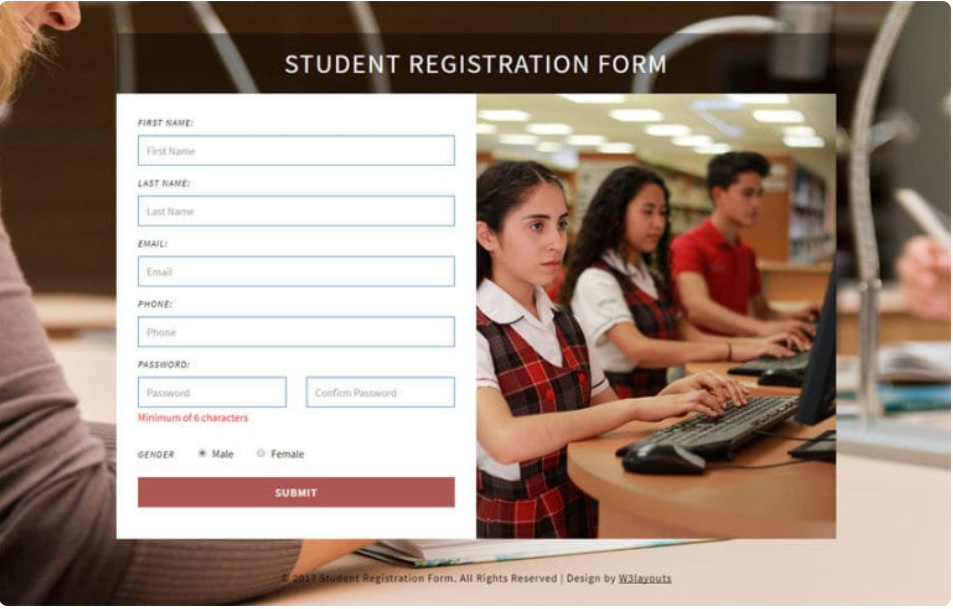 STUDENT REGISTRATION FORM
FIRST NAME:
First Name
LAST NAME:
Last Name
EMAIL:
Email
PHONE:
Phone
PASSWORD:
Password Confirm Password
Minimum of 6 characters
GENDER Male Female
SUBMIT
© 2017 Student Registration Form. All Rights Reserved | Design by W3layouts